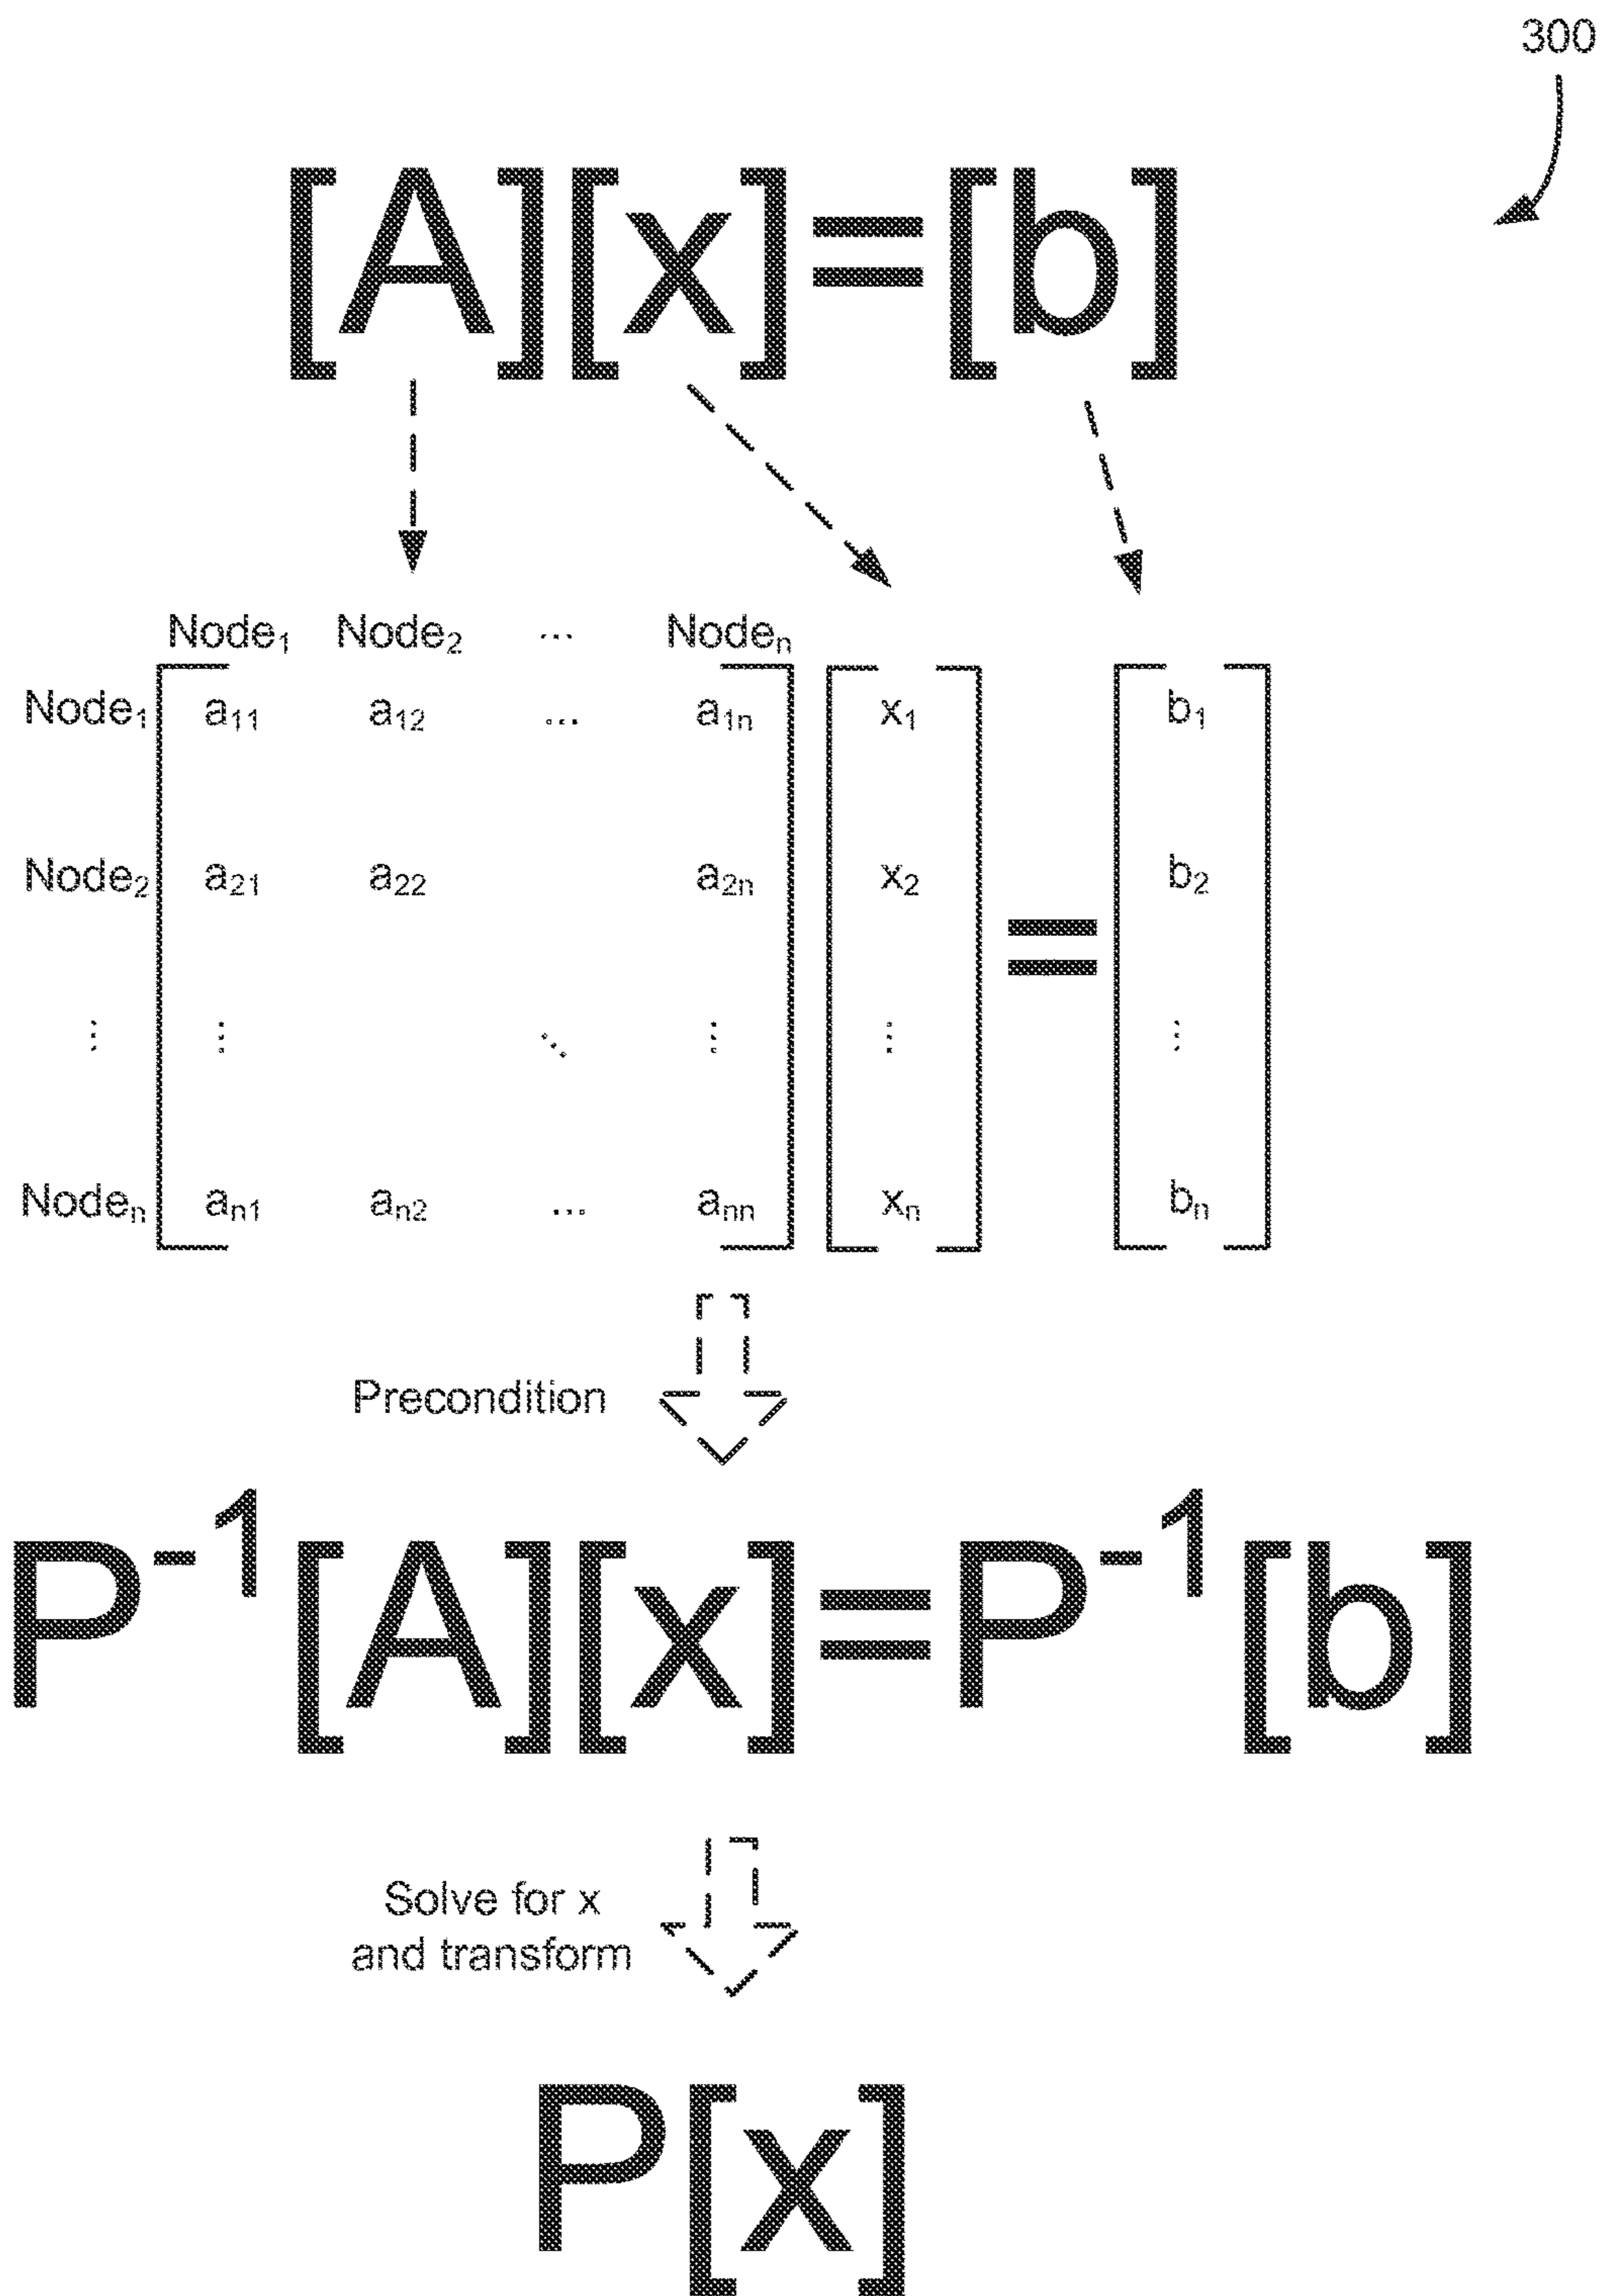 300
[A][x]=[b]
Node₁ Node₂ ... Nodeₙ
Node₁ a₁₁ a₁₂ ... a₁ₙ x₁ b₁
Node₂ a₂₁ a₂₂ a₂ₙ x₂ = b₂
⋮ ⋮ ⋱ ⋮ ⋮ ⋮
Nodeₙ aₙ₁ aₙ₂ ... aₙₙ xₙ bₙ
Precondition
P⁻¹[A][x]=P⁻¹[b]
Solve for x
and transform
P[x]